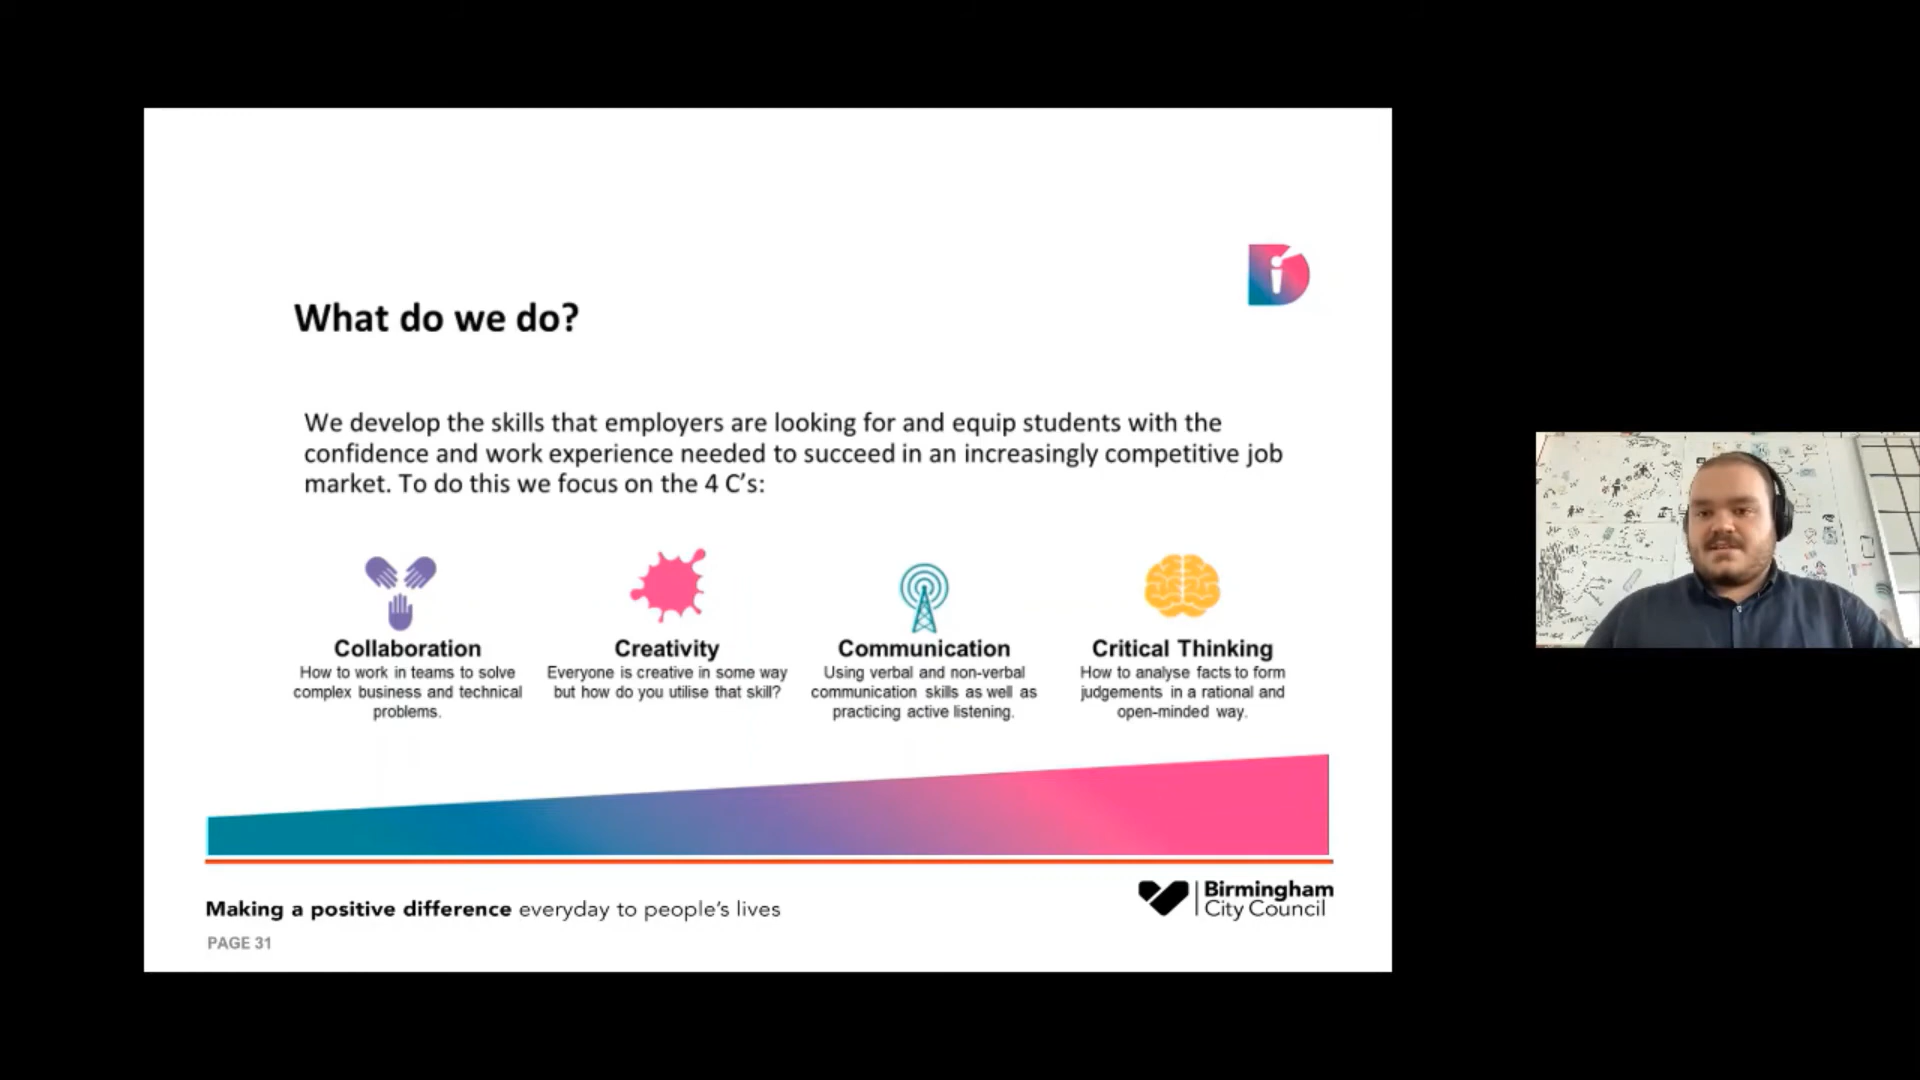 What do we do?
We develop the skills that employers are looking for and equip students with the
confidence and work experience needed to succeed in an increasingly competitive job
market. To do this we focus on the 4 C’s:
Collaboration
How to work in teams to solve
complex business and technical
problems.
Creativity
Everyone is creative in some way
but how do you utilise that skill?
Communication
Using verbal and non-verbal
communication skills as well as
practicing active listening.
Critical Thinking
How to analyse facts to form
judgements in a rational and
open-minded way.
Making a positive difference everyday to people’s lives
Birmingham
City Council
PAGE 31